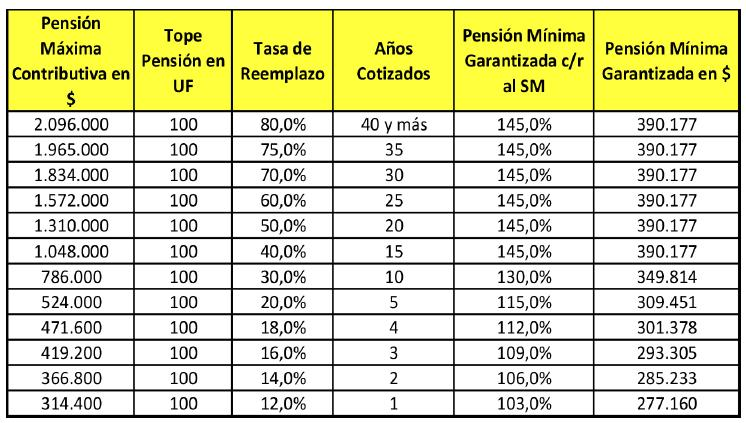 Pensión Máxima Contributiva en $ Tope Pensión en UF Tasa de Reemplazo Años Cotizados Pensión Mínima Garantizada c/r al SM Pensión Mínima Garantizada en $
2.096.000 100 80,0% 40 y más 145,0% 390.177
1.965.000 100 75,0% 35 145,0% 390.177
1.834.000 100 70,0% 30 145,0% 390.177
1.572.000 100 60,0% 25 145,0% 390.177
1.310.000 100 50,0% 20 145,0% 390.177
1.048.000 100 40,0% 15 145,0% 390.177
786.000 100 30,0% 10 130,0% 349.814
524.000 100 20,0% 5 115,0% 309.451
471.600 100 18,0% 4 112,0% 301.378
419.200 100 16,0% 3 109,0% 293.305
366.800 100 14,0% 2 106,0% 285.233
314.400 100 12,0% 1 103,0% 277.160